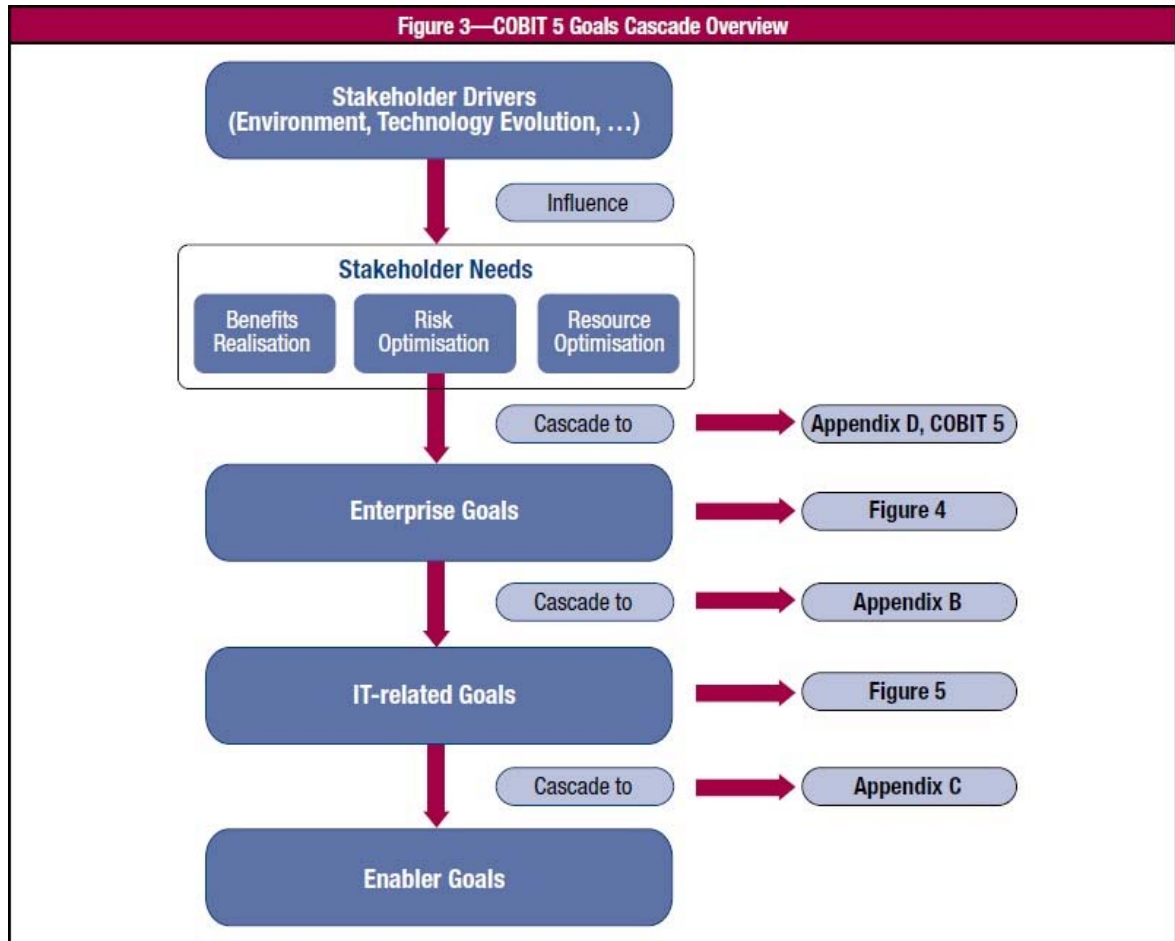 Figure 3—COBIT 5 Goals Cascade Overview
Stakeholder Drivers
(Environment, Technology Evolution, …)
Influence
Stakeholder Needs
Benefits
Realisation
Risk
Optimisation
Resource
Optimisation
Cascade to
Appendix D, COBIT 5
Enterprise Goals
Figure 4
Cascade to
Appendix B
IT-related Goals
Figure 5
Cascade to
Appendix C
Enabler Goals